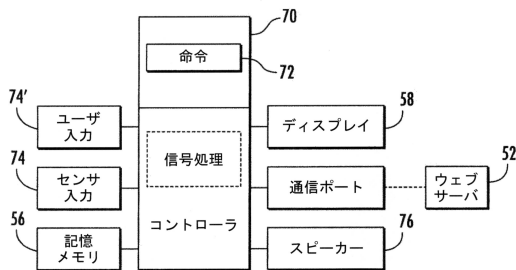 70
命令
72
74'
ユーザ
入力
58
ディスプレイ
信号処理
74
センサ
入力
通信ポート
52
ウェブ
サーバ
コントローラ
56
記憶
メモリ
76
スピーカー